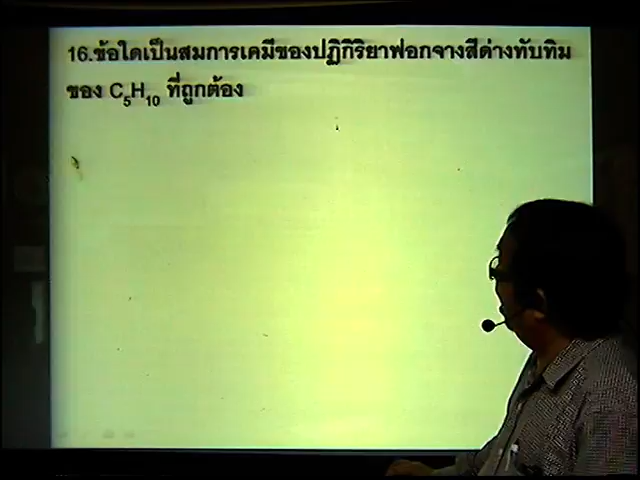 16.ข้อใดเป็นสมการเคมีของปฏิกิริยาฟอกจางสีด่างทับทิม
ของ C₅H₁₀ ที่ถูกต้อง